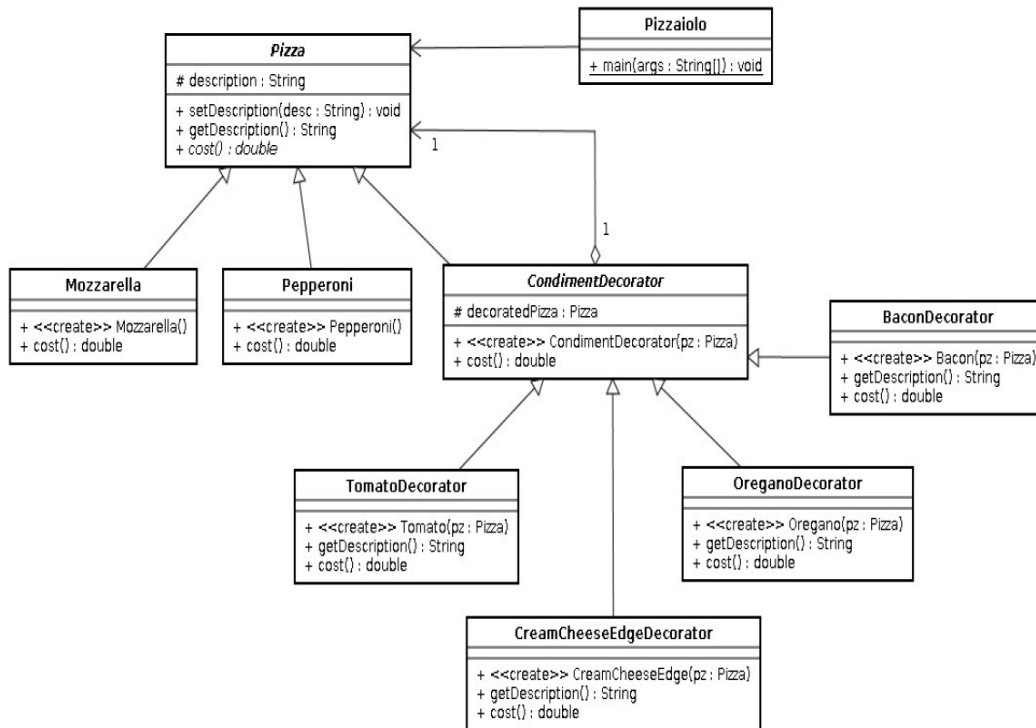 Pizza
# description : String
+ setDescription(desc : String) : void
+ getDescription() : String
+ cost() : double
Pizzaiolo
+ main(args : String[]) : void
1
1
Mozzarella
+ <<create>> Mozzarella()
+ cost() : double
Pepperoni
+ <<create>> Pepperoni()
+ cost() : double
CondimentDecorator
# decoratedPizza : Pizza
+ <<create>> CondimentDecorator(pz : Pizza)
+ cost() : double
BaconDecorator
+ <<create>> Bacon(pz : Pizza)
+ getDescription() : String
+ cost() : double
TomatoDecorator
+ <<create>> Tomato(pz : Pizza)
+ getDescription() : String
+ cost() : double
OreganoDecorator
+ <<create>> Oregano(pz : Pizza)
+ getDescription() : String
+ cost() : double
CreamCheeseEdgeDecorator
+ <<create>> CreamCheeseEdge(pz : Pizza)
+ getDescription() : String
+ cost() : double